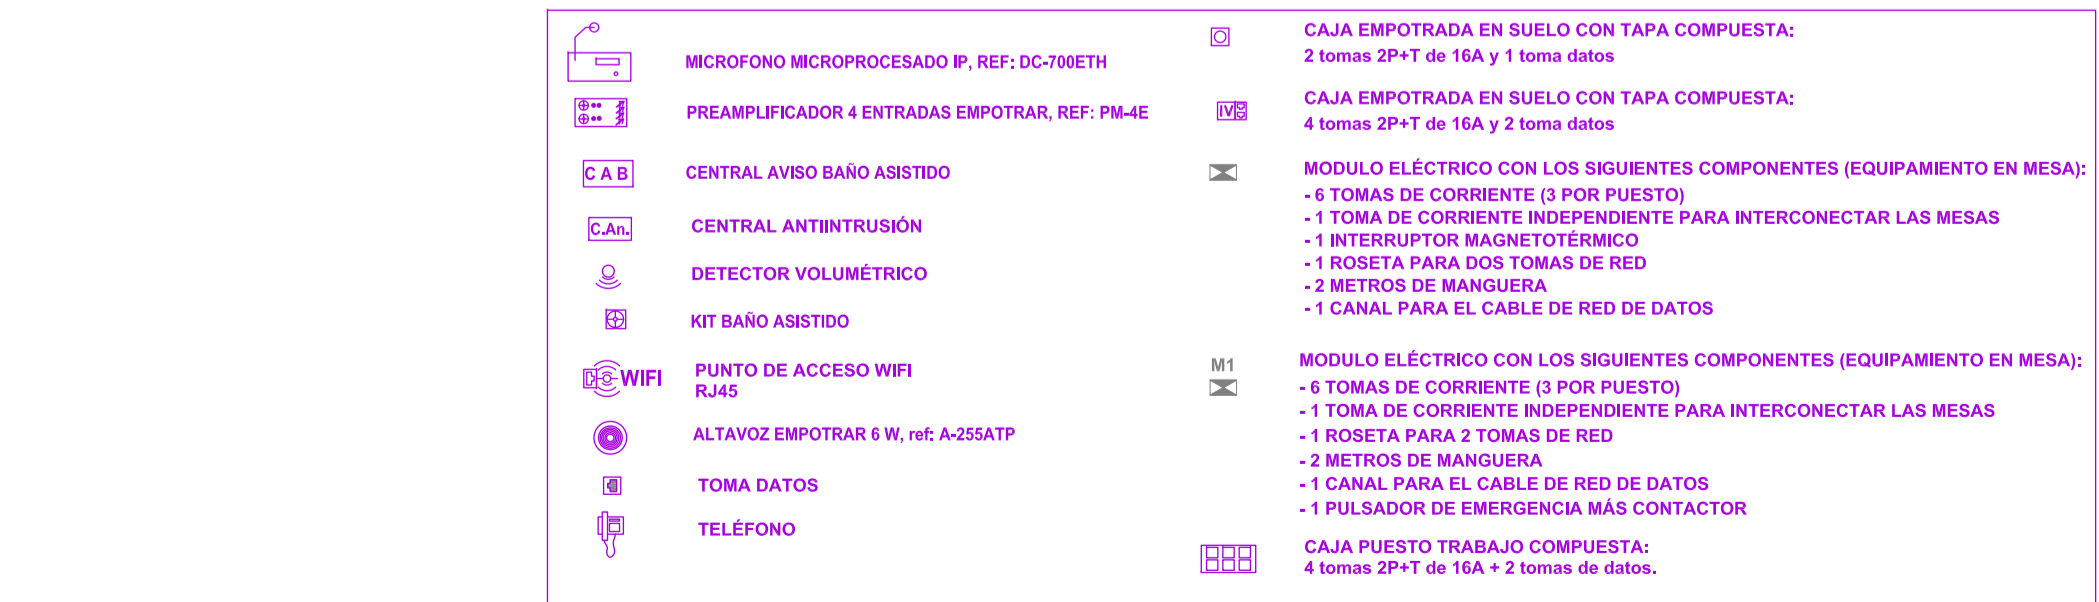 MICROFONO MICROPROCESADO IP, REF: DC-700ETH
PREAMPLIFICADOR 4 ENTRADAS EMPOTRAR, REF: PM-4E
C A B
CENTRAL AVISO BAÑO ASISTIDO
C.An.
CENTRAL ANTIINTRUSIÓN
DETECTOR VOLUMÉTRICO
KIT BAÑO ASISTIDO
WIFI
PUNTO DE ACCESO WIFI
RJ45
ALTAVOZ EMPOTRAR 6 W, ref: A-255ATP
TOMA DATOS
TELÉFONO
CAJA EMPOTRADA EN SUELO CON TAPA COMPUESTA:
2 tomas 2P+T de 16A y 1 toma datos
IV
CAJA EMPOTRADA EN SUELO CON TAPA COMPUESTA:
4 tomas 2P+T de 16A y 2 toma datos
MODULO ELÉCTRICO CON LOS SIGUIENTES COMPONENTES (EQUIPAMIENTO EN MESA):
- 6 TOMAS DE CORRIENTE (3 POR PUESTO)
- 1 TOMA DE CORRIENTE INDEPENDIENTE PARA INTERCONECTAR LAS MESAS
- 1 INTERRUPTOR MAGNETOTÉRMICO
- 1 ROSETA PARA DOS TOMAS DE RED
- 2 METROS DE MANGUERA
- 1 CANAL PARA EL CABLE DE RED DE DATOS
M1
MODULO ELÉCTRICO CON LOS SIGUIENTES COMPONENTES (EQUIPAMIENTO EN MESA):
- 6 TOMAS DE CORRIENTE (3 POR PUESTO)
- 1 TOMA DE CORRIENTE INDEPENDIENTE PARA INTERCONECTAR LAS MESAS
- 1 ROSETA PARA 2 TOMAS DE RED
- 2 METROS DE MANGUERA
- 1 CANAL PARA EL CABLE DE RED DE DATOS
- 1 PULSADOR DE EMERGENCIA MÁS CONTACTOR
CAJA PUESTO TRABAJO COMPUESTA:
4 tomas 2P+T de 16A + 2 tomas de datos.